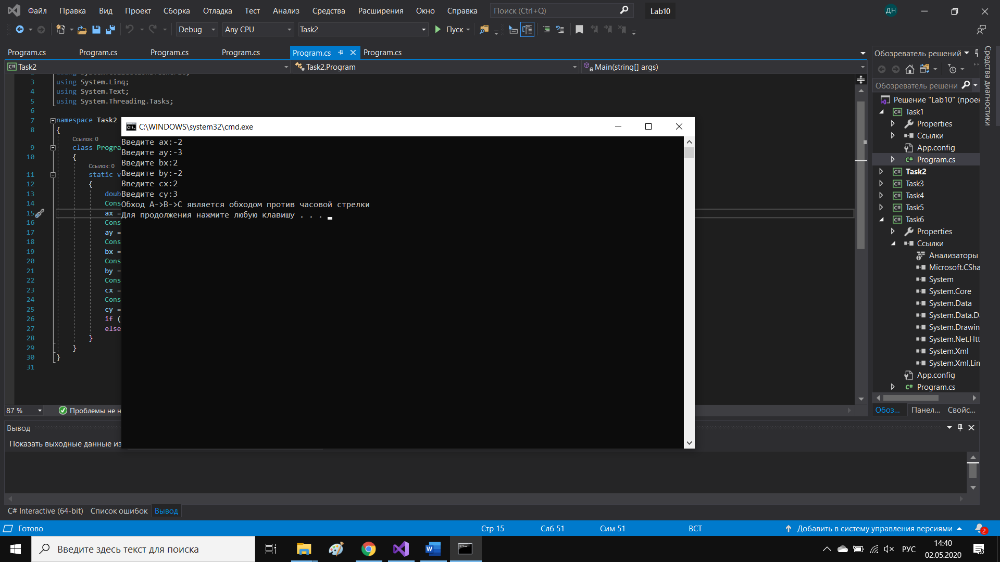 Файл Правка Вид Проект Сборка Отладка Тест Анализ Средства Расширения Окно Справка Поиск (Ctrl+Q) Lab10 ДН
Debug Any CPU Task2 Пуск
Program.cs Program.cs Program.cs Program.cs Program.cs Program.cs
Task2 Task2.Program Main(string[] args)
3 using System.Linq;
4 using System.Text;
5 using System.Threading.Tasks;
6
7 namespace Task2
8 {
Ссылок: 0
9 class Progra
10 {
Ссылок: 0
11 static v
12 {
13 doub
14 Cons
15 ax =
16 Cons
17 ay =
18 Cons
19 bx =
20 Cons
21 by =
22 Cons
23 cx =
24 Cons
25 cy =
26 if (
27 else
28 }
29 }
30 }
31
C:\WINDOWS\system32\cmd.exe
Введите ax:-2
Введите ay:-3
Введите bx:2
Введите by:-2
Введите cx:2
Введите cy:3
Обход A->B->C является обходом против часовой стрелки
Для продолжения нажмите любую клавишу . . .
87 % Проблемы не н
Вывод
Показать выходные данные из
C# Interactive (64-bit) Список ошибок Вывод
Обозреватель решений
Обозреватель решени
Решение "Lab10" (проек
Task1
Properties
Ссылки
App.config
Program.cs
Task2
Task3
Task4
Task5
Task6
Properties
Ссылки
Анализаторы
Microsoft.CSha
System
System.Core
System.Data
System.Data.D
System.Drawin
System.Net.Htt
System.Xml
System.Xml.Lin
App.config
Program.cs
Обоз... Панел... Свойс...
Средства диагностики
Готово Стр 15 Слб 51 Сим 51 ВСТ Добавить в систему управления версиями 2
Введите здесь текст для поиска
РУС 14:40
02.05.2020